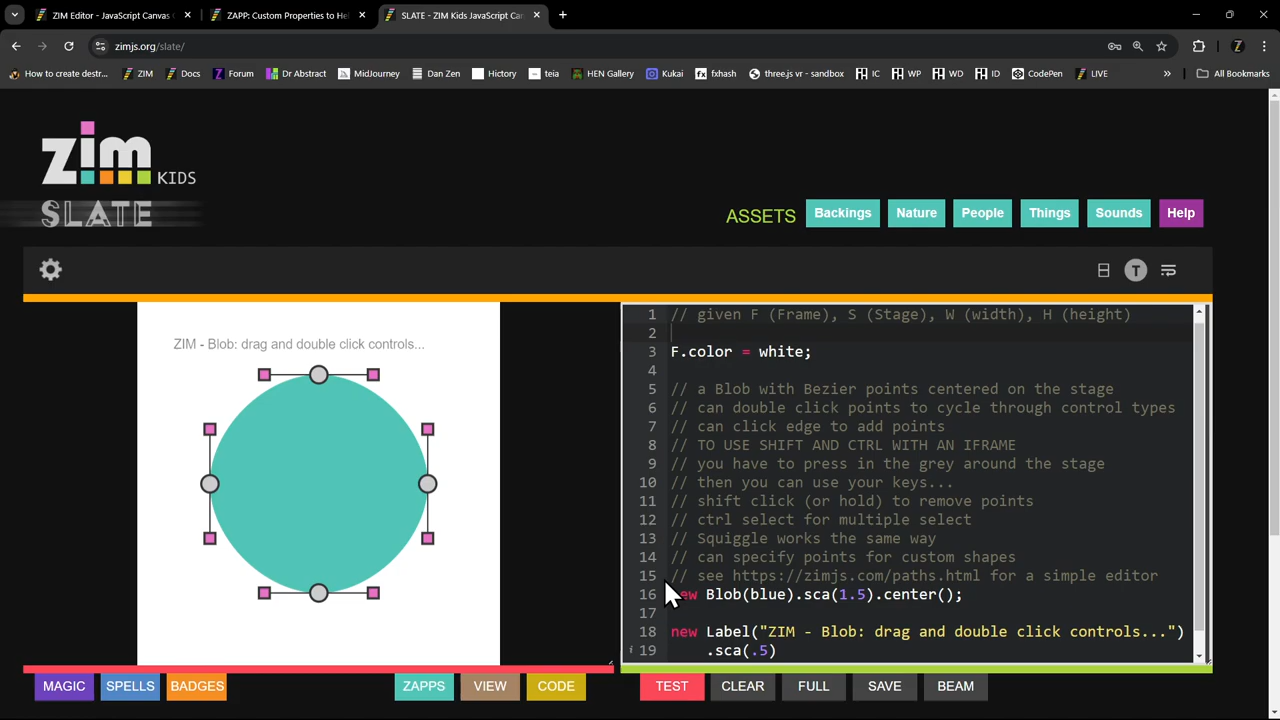 ZIM Editor - JavaScript Canvas
ZAPP: Custom Properties to Hel
SLATE - ZIM Kids JavaScript Can
zimjs.org/slate/
How to create destr...
ZIM
Docs
Forum
Dr Abstract
MidJourney
Dan Zen
Hictory
teia
HEN Gallery
Kukai
fxhash
three.js vr - sandbox
IC
WP
WD
ID
CodePen
LIVE
All Bookmarks
zim KIDS
SLATE
ASSETS
Backings
Nature
People
Things
Sounds
Help
T
ZIM - Blob: drag and double click controls...
1 // given F (Frame), S (Stage), W (width), H (height)
2
3 F.color = white;
4
5 // a Blob with Bezier points centered on the stage
6 // can double click points to cycle through control types
7 // can click edge to add points
8 // TO USE SHIFT AND CTRL WITH AN IFRAME
9 // you have to press in the grey around the stage
10 // then you can use your keys...
11 // shift click (or hold) to remove points
12 // ctrl select for multiple select
13 // Squiggle works the same way
14 // can specify points for custom shapes
15 // see https://zimjs.com/paths.html for a simple editor
16 new Blob(blue).sca(1.5).center();
17
18 new Label("ZIM - Blob: drag and double click controls...")
i 19 .sca(.5)
MAGIC
SPELLS
BADGES
ZAPPS
VIEW
CODE
TEST
CLEAR
FULL
SAVE
BEAM